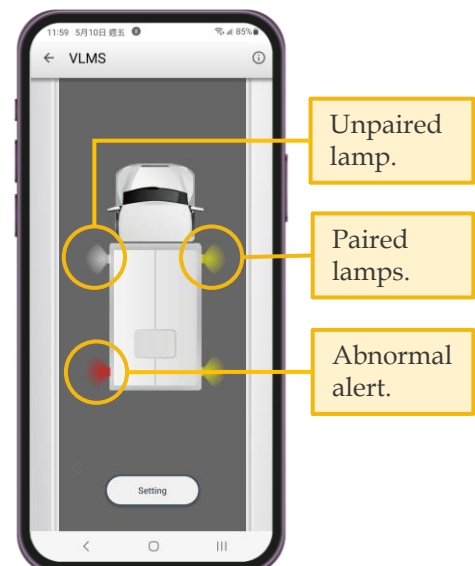 11:59 5月10日 週五 85%
← VLMS
Unpaired
lamp.
Paired
lamps.
Abnormal
alert.
Setting